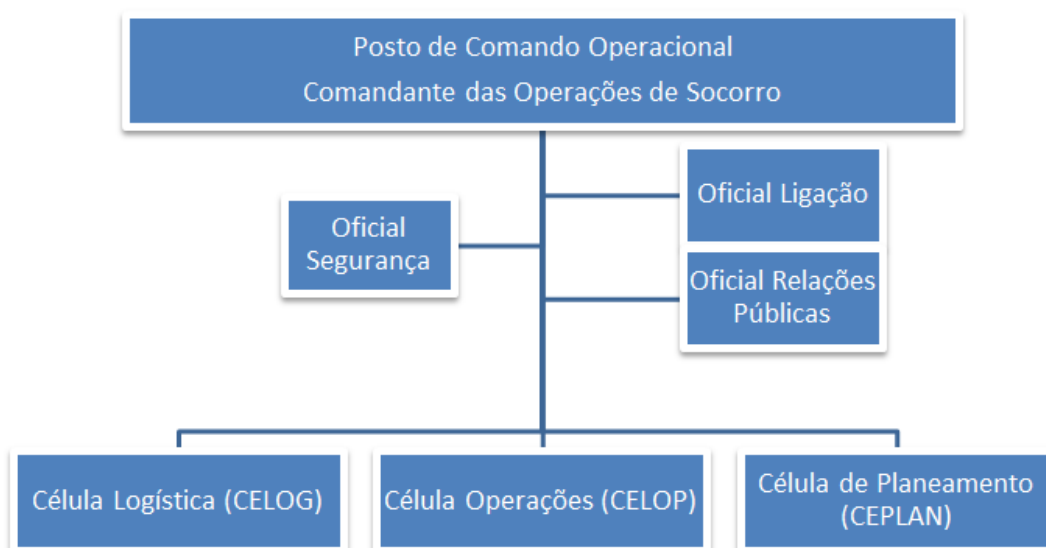 Posto de Comando Operacional
Comandante das Operações de Socorro
Oficial Ligação
Oficial
Segurança
Oficial Relações
Públicas
Célula Logística (CELOG)
Célula Operações (CELOP)
Célula de Planeamento
(CEPLAN)